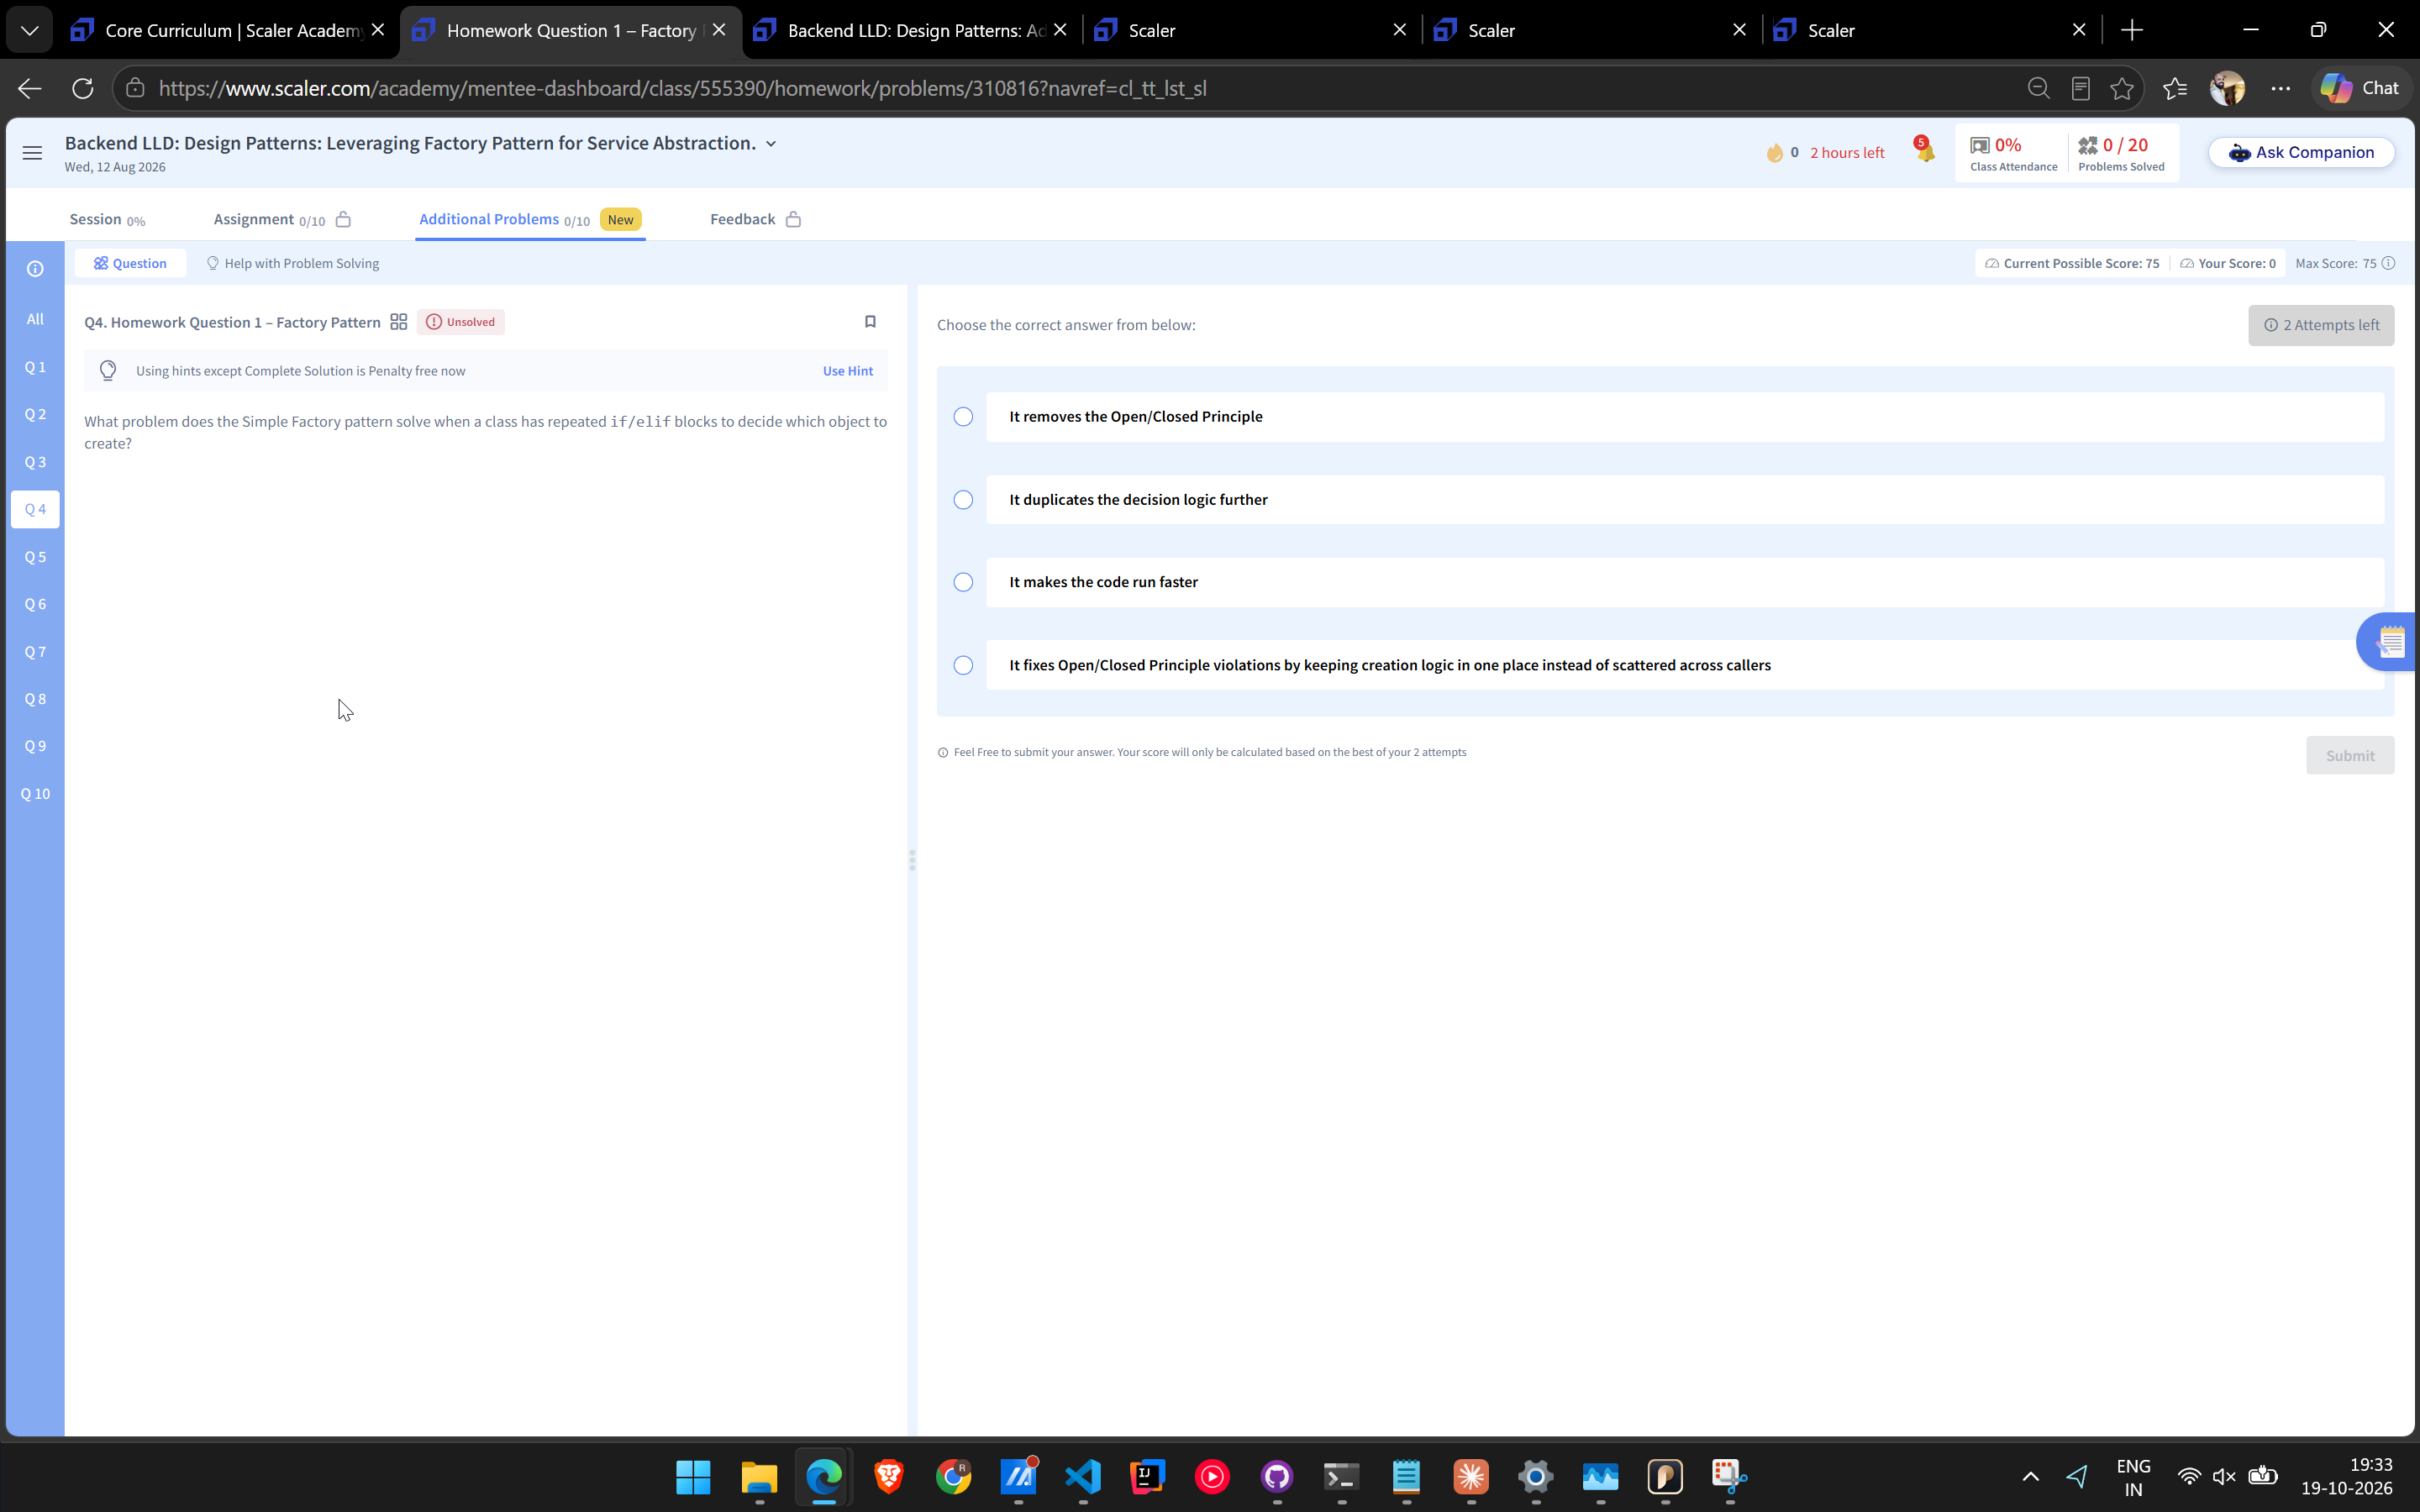 Core Curriculum | Scaler Academy
Homework Question 1 – Factory
Backend LLD: Design Patterns: Ad
Scaler
Scaler
Scaler
https://www.scaler.com/academy/mentee-dashboard/class/555390/homework/problems/310816?navref=cl_tt_lst_sl
Chat
Backend LLD: Design Patterns: Leveraging Factory Pattern for Service Abstraction.
Wed, 12 Aug 2026
0 2 hours left
5
0%
Class Attendance
0 / 20
Problems Solved
Ask Companion
Session 0%
Assignment 0/10
Additional Problems 0/10 New
Feedback
Question
Help with Problem Solving
Current Possible Score: 75
Your Score: 0
Max Score: 75
All
Q 1
Q 2
Q 3
Q 4
Q 5
Q 6
Q 7
Q 8
Q 9
Q 10
Q4. Homework Question 1 – Factory Pattern
Unsolved
Using hints except Complete Solution is Penalty free now
Use Hint
What problem does the Simple Factory pattern solve when a class has repeated if/elif blocks to decide which object to
create?
Choose the correct answer from below:
2 Attempts left
It removes the Open/Closed Principle
It duplicates the decision logic further
It makes the code run faster
It fixes Open/Closed Principle violations by keeping creation logic in one place instead of scattered across callers
Feel Free to submit your answer. Your score will only be calculated based on the best of your 2 attempts
Submit
R
IJ
ENG
IN
19:33
19-10-2026